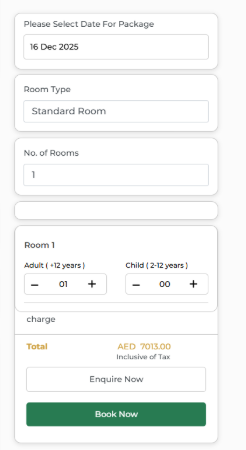 Please Select Date For Package
16 Dec 2025
Room Type
Standard Room
No. of Rooms
1
Room 1
Adult ( +12 years ) Child ( 2-12 years )
– 01 + – 00 +
charge
Total AED 7013.00
Inclusive of Tax
Enquire Now
Book Now